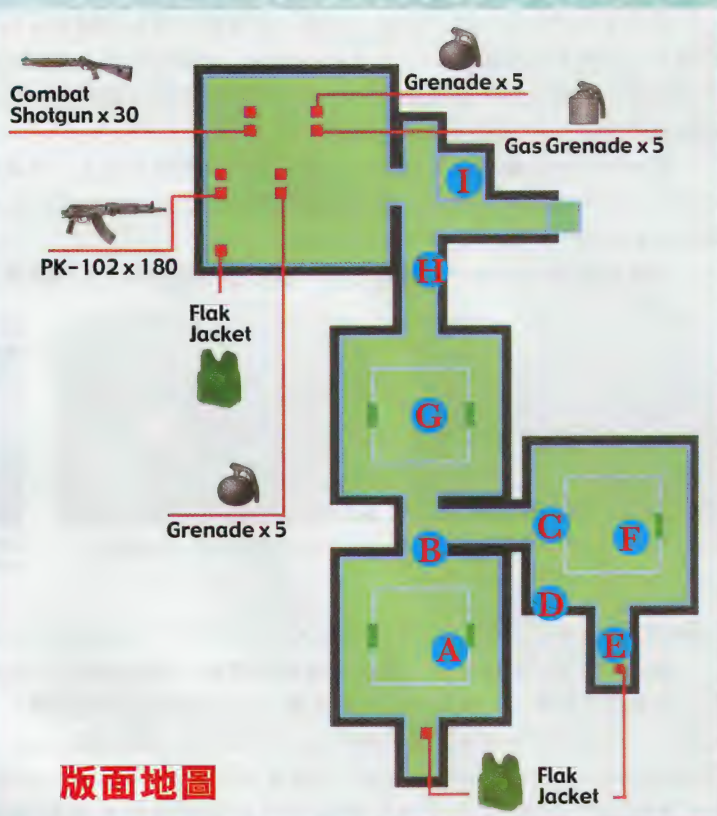 Combat
Shotgun x 30
Grenade x 5
Gas Grenade x 5
I
PK-102 x 180
H
Flak
Jacket
G
Grenade x 5
C
F
B
D
A
E
版面地圖
Flak
Jacket